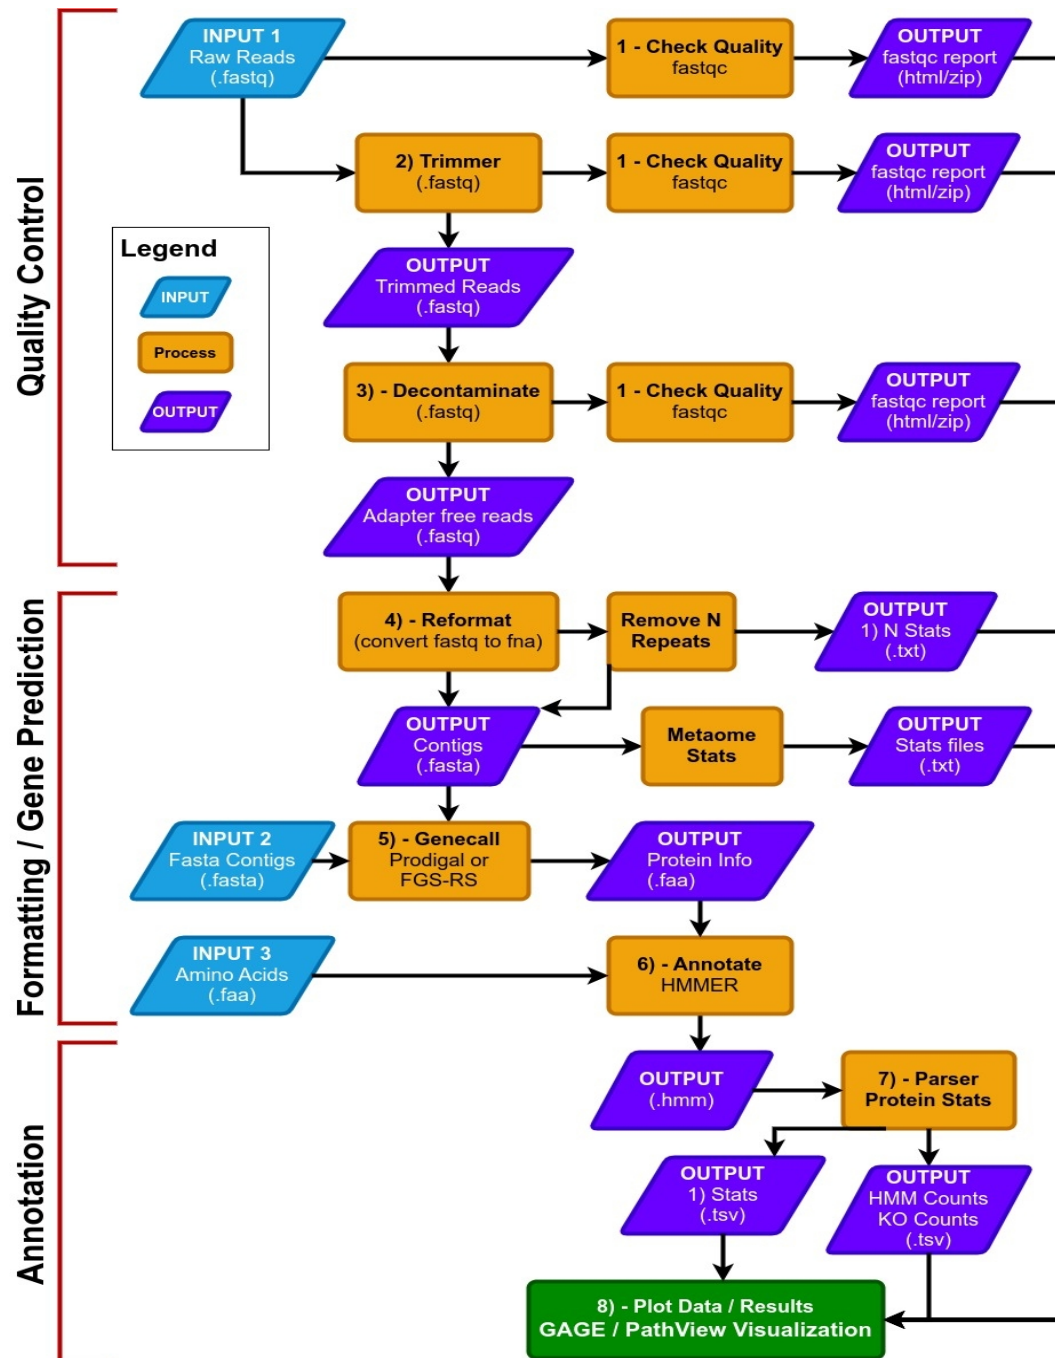 Quality Control
INPUT 1
Raw Reads
(.fastq)
1 - Check Quality
fastqc
OUTPUT
fastqc report
(html/zip)
2) Trimmer
(.fastq)
1 - Check Quality
fastqc
OUTPUT
fastqc report
(html/zip)
Legend
INPUT
Process
OUTPUT
OUTPUT
Trimmed Reads
(.fastq)
3) - Decontaminate
(.fastq)
1 - Check Quality
fastqc
OUTPUT
fastqc report
(html/zip)
OUTPUT
Adapter free reads
(.fastq)
Formatting / Gene Prediction
4) - Reformat
(convert fastq to fna)
Remove N
Repeats
OUTPUT
1) N Stats
(.txt)
OUTPUT
Contigs
(.fasta)
Metaome
Stats
OUTPUT
Stats files
(.txt)
INPUT 2
Fasta Contigs
(.fasta)
5) - Genecall
Prodigal or
FGS-RS
OUTPUT
Protein Info
(.faa)
INPUT 3
Amino Acids
(.faa)
6) - Annotate
HMMER
Annotation
OUTPUT
(.hmm)
7) - Parser
Protein Stats
OUTPUT
1) Stats
(.tsv)
OUTPUT
HMM Counts
KO Counts
(.tsv)
8) - Plot Data / Results
GAGE / PathView Visualization